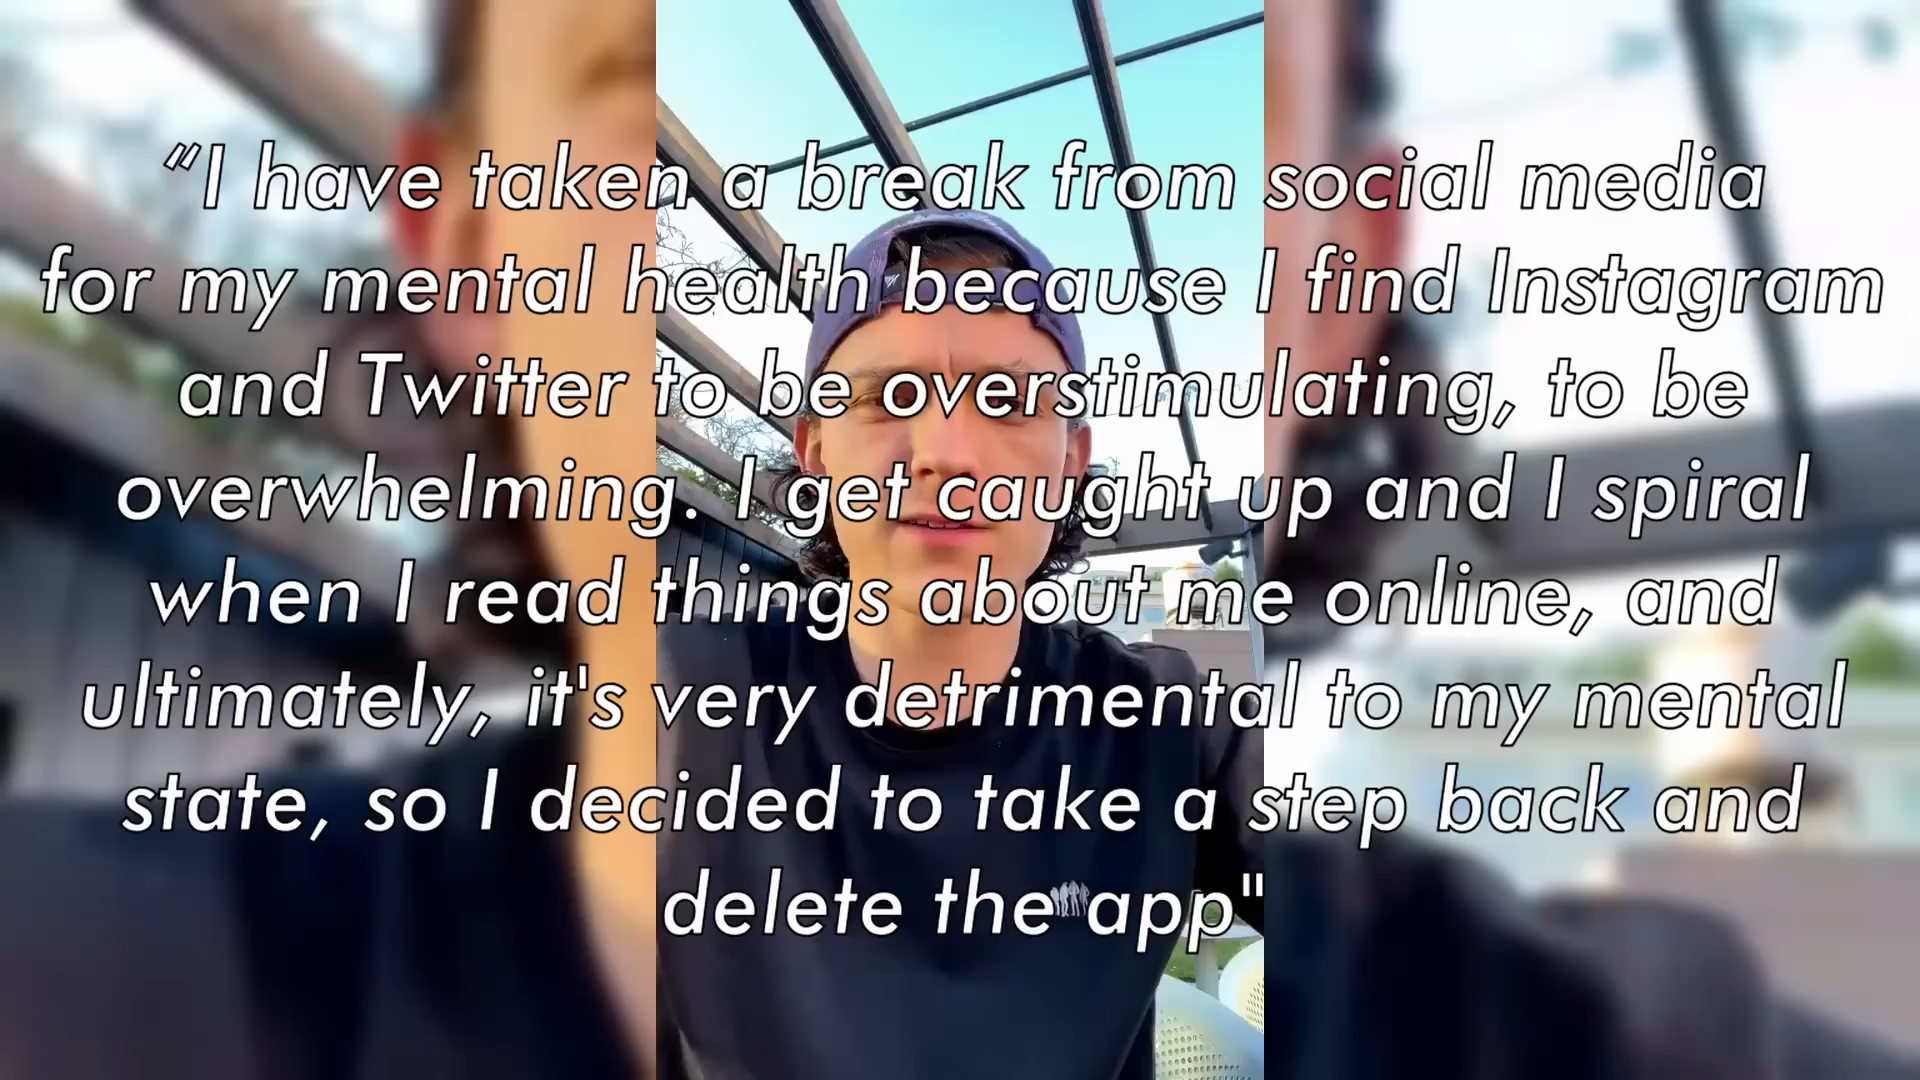 “I have taken a break from social media
for my mental health because I find Instagram
and Twitter to be overstimulating, to be
overwhelming. I get caught up and I spiral
when I read things about me online, and
ultimately, it's very detrimental to my mental
state, so I decided to take a step back and
delete the app"